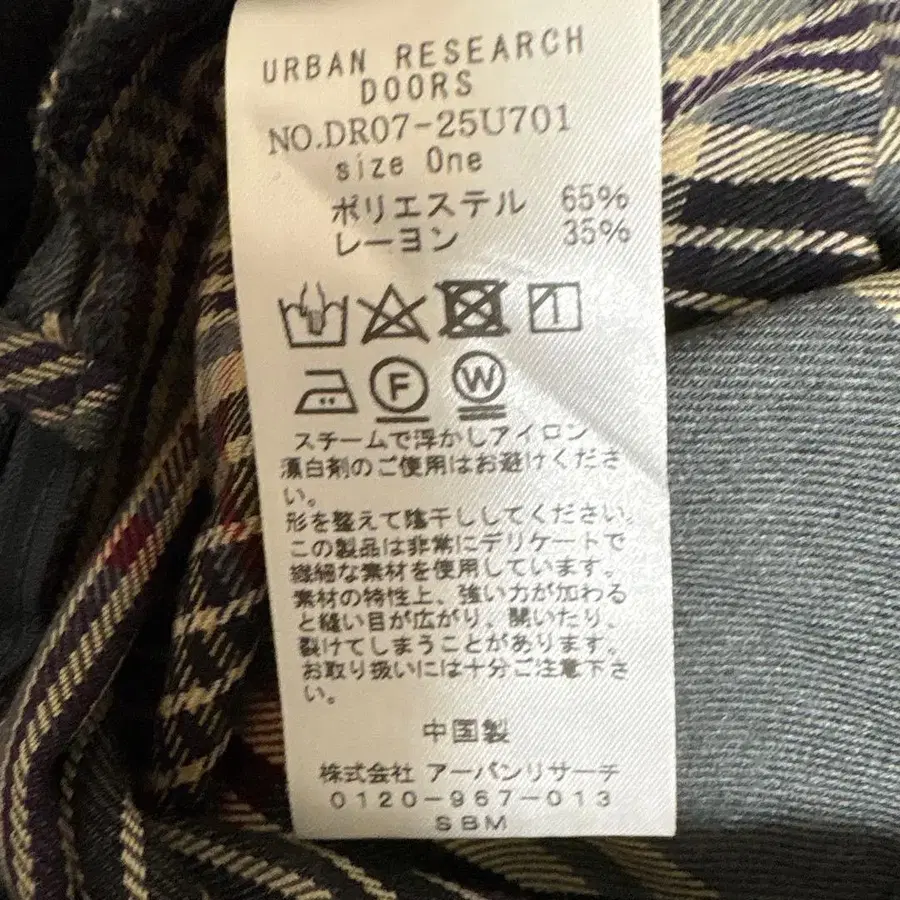 URBAN RESEARCH
DOORS
NO.DR07-25U701
size One
ポリエステル 65%
レーヨン 35%
F W
スチームで浮かしアイロン
漂白剤のご使用はお避けくださ
い。
形を整えて陰干ししてください。
この製品は非常にデリケートで
繊細な素材を使用しています。
素材の特性上、強い力が加わる
と縫い目が広がり、開いたり、
裂けてしまうことがあります。
お取り扱いには十分ご注意下さ
い。
中国製
株式会社 アーバンリサーチ
0120-967-013
SBM